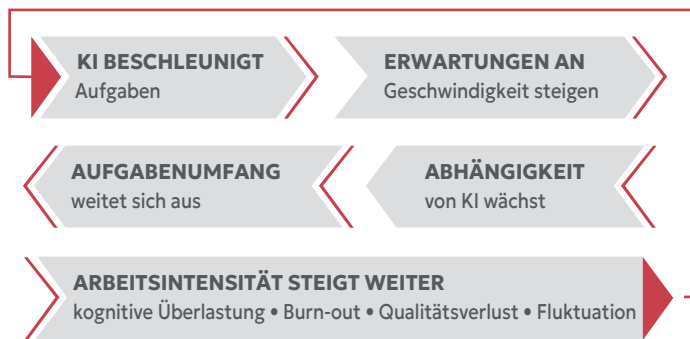 KI BESCHLEUNIGT
Aufgaben
ERWARTUNGEN AN
Geschwindigkeit steigen
ABHÄNGIGKEIT
von KI wächst
AUFGABENUMFANG
weitet sich aus
ARBEITSINTENSITÄT STEIGT WEITER
kognitive Überlastung • Burn-out • Qualitätsverlust • Fluktuation